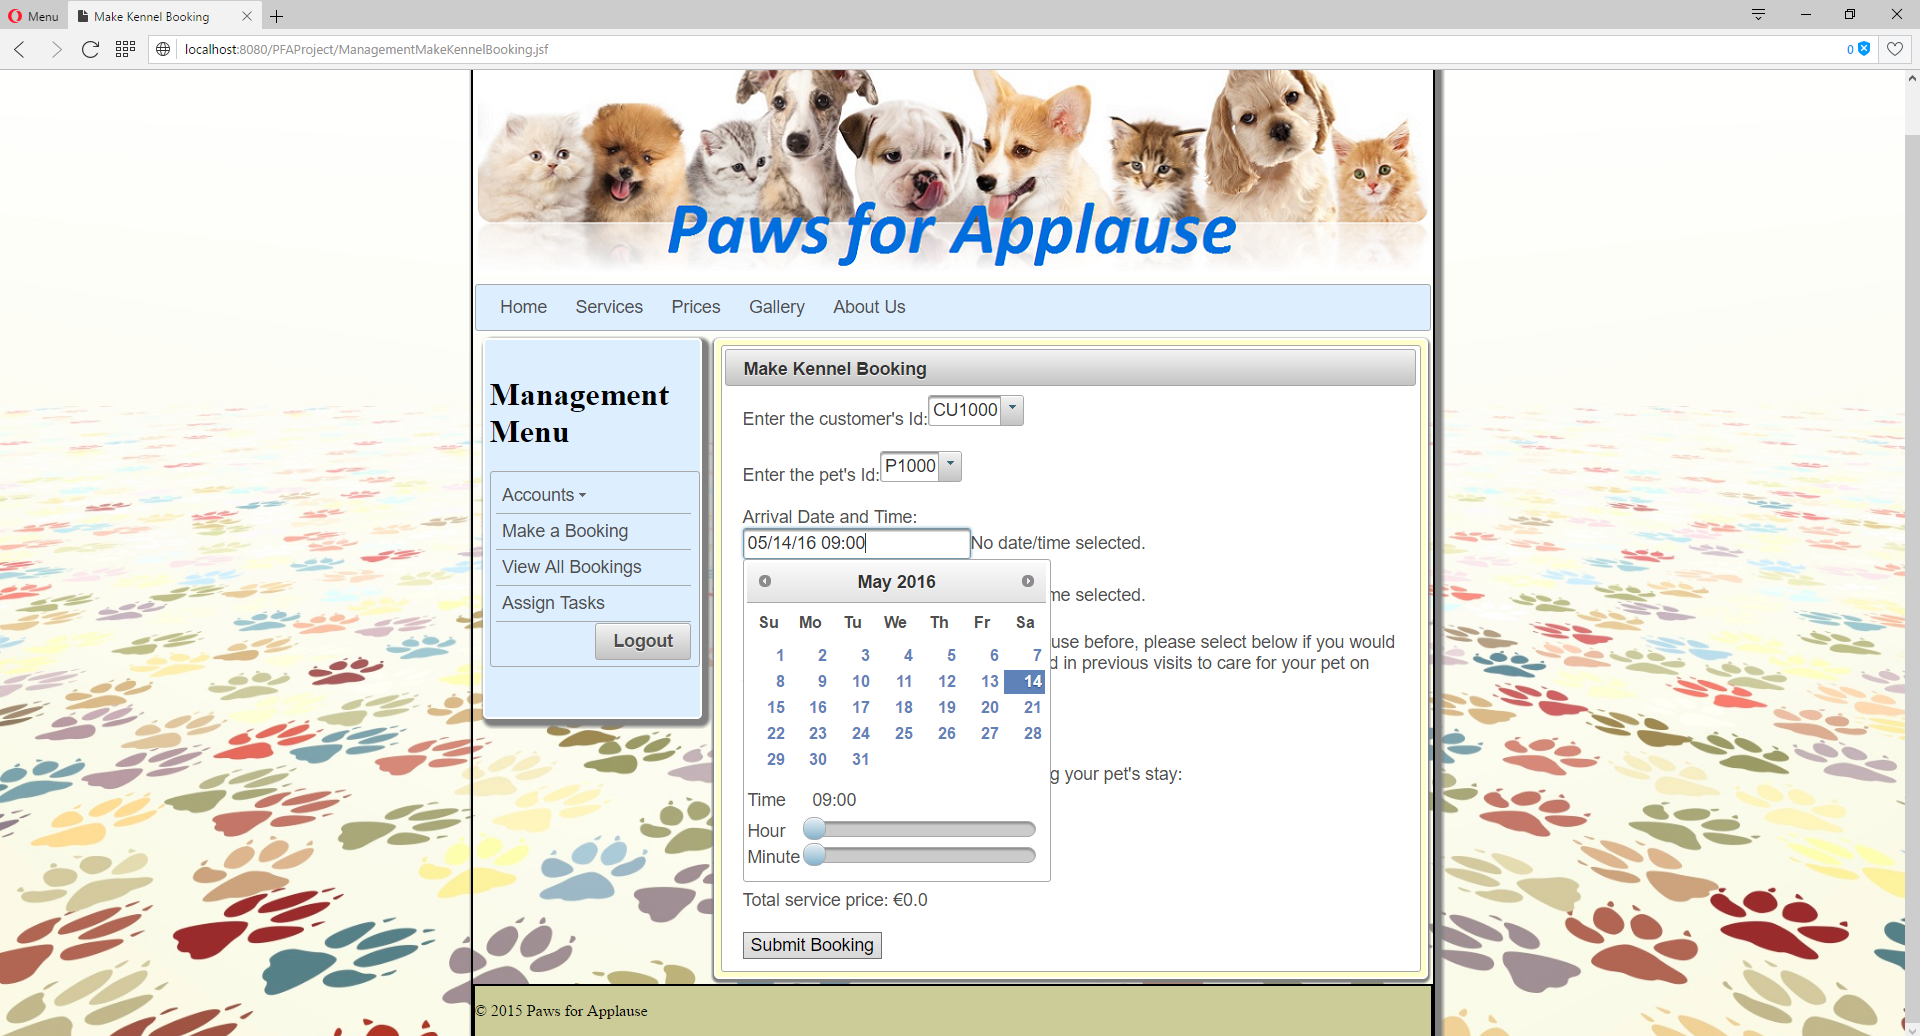 Menu
Make Kennel Booking
localhost:8080/PFAProject/ManagementMakeKennelBooking.jsf
0
Paws for Applause
Home Services Prices Gallery About Us
Management
Menu
Accounts
Make a Booking
View All Bookings
Assign Tasks
Logout
Make Kennel Booking
Enter the customer's Id: CU1000
Enter the pet's Id: P1000
Arrival Date and Time:
05/14/16 09:00 No date/time selected.
me selected.
use before, please select below if you would
d in previous visits to care for your pet on
g your pet's stay:
May 2016
Su Mo Tu We Th Fr Sa
1 2 3 4 5 6 7
8 9 10 11 12 13 14
15 16 17 18 19 20 21
22 23 24 25 26 27 28
29 30 31
Time 09:00
Hour
Minute
Total service price: €0.0
Submit Booking
© 2015 Paws for Applause